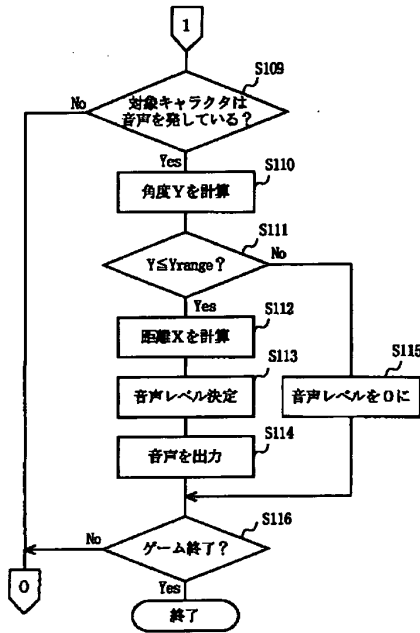 1
S109
No
対象キャラクタは
音声を発している？
Yes
S110
角度Yを計算
S111
Y≦Yrange？
No
Yes
S112
距離Xを計算
S113
S115
音声レベル決定
音声レベルを0に
S114
音声を出力
S116
No
ゲーム終了？
0
Yes
終了